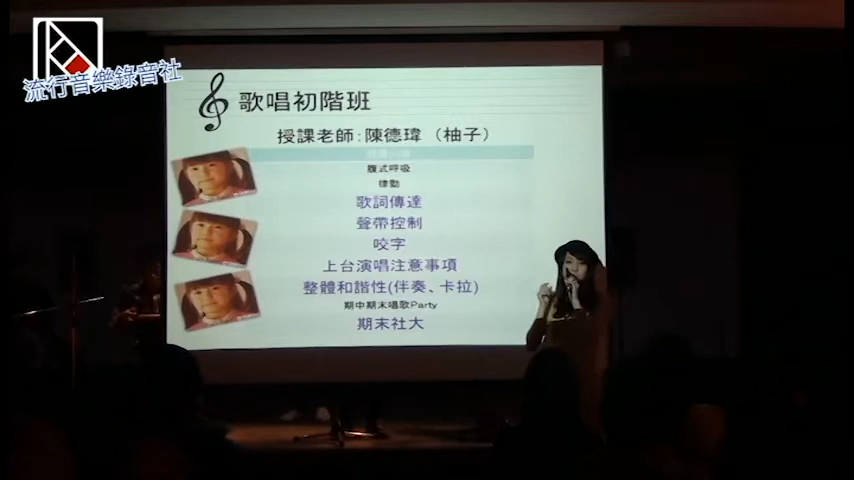 流行音樂錄音社
歌唱初階班
授課老師:陳德瑋(柚子)
腹式呼吸
律動
歌詞傳達
聲帶控制
咬字
上台演唱注意事項
整體和諧性(伴奏、卡拉)
期中期末唱歌Party
期末社大